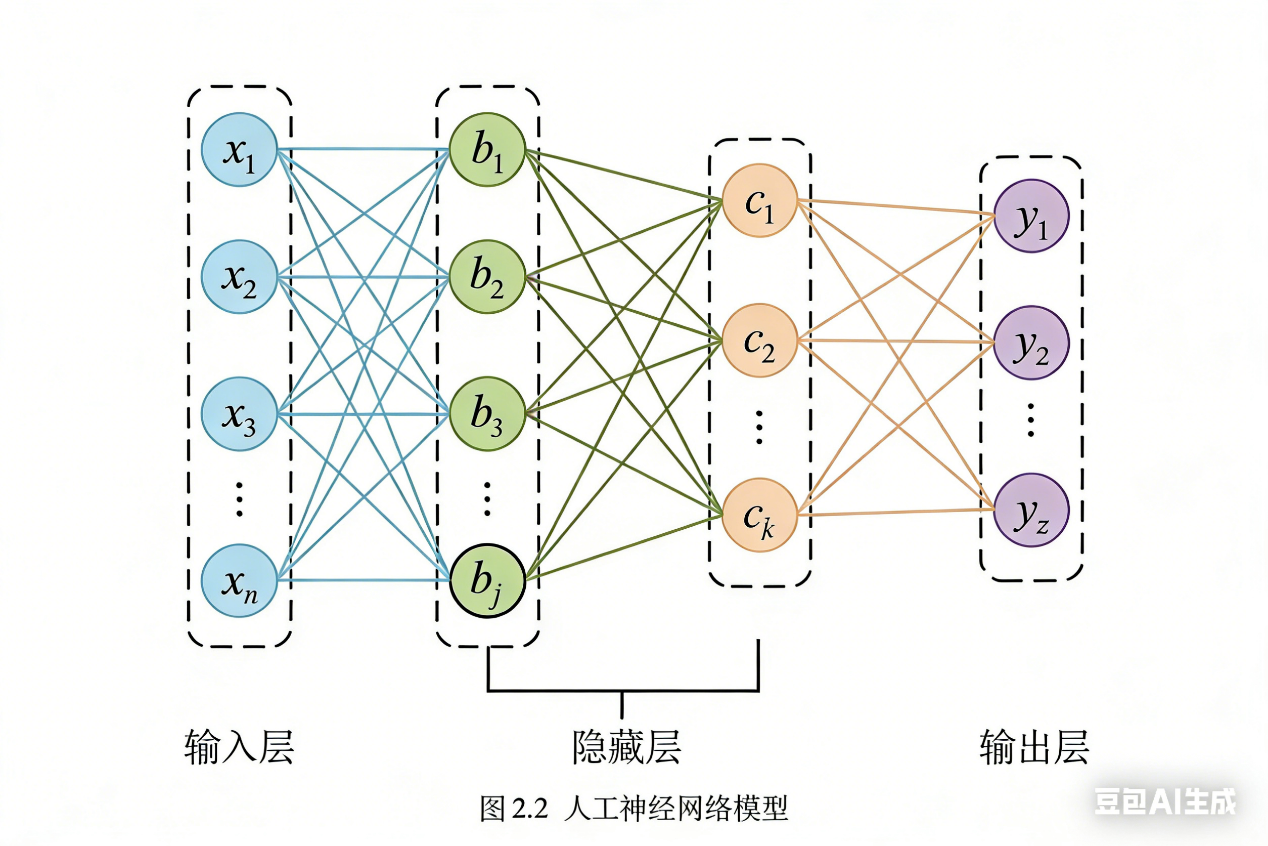 x₁ b₁ c₁ y₁
x₂ b₂ c₂ y₂
x₃ b₃
⋮ ⋮ ⋮ ⋮
xₙ bⱼ cₖ y_z
输入层 隐藏层 输出层
图 2.2 人工神经网络模型
豆包AI生成